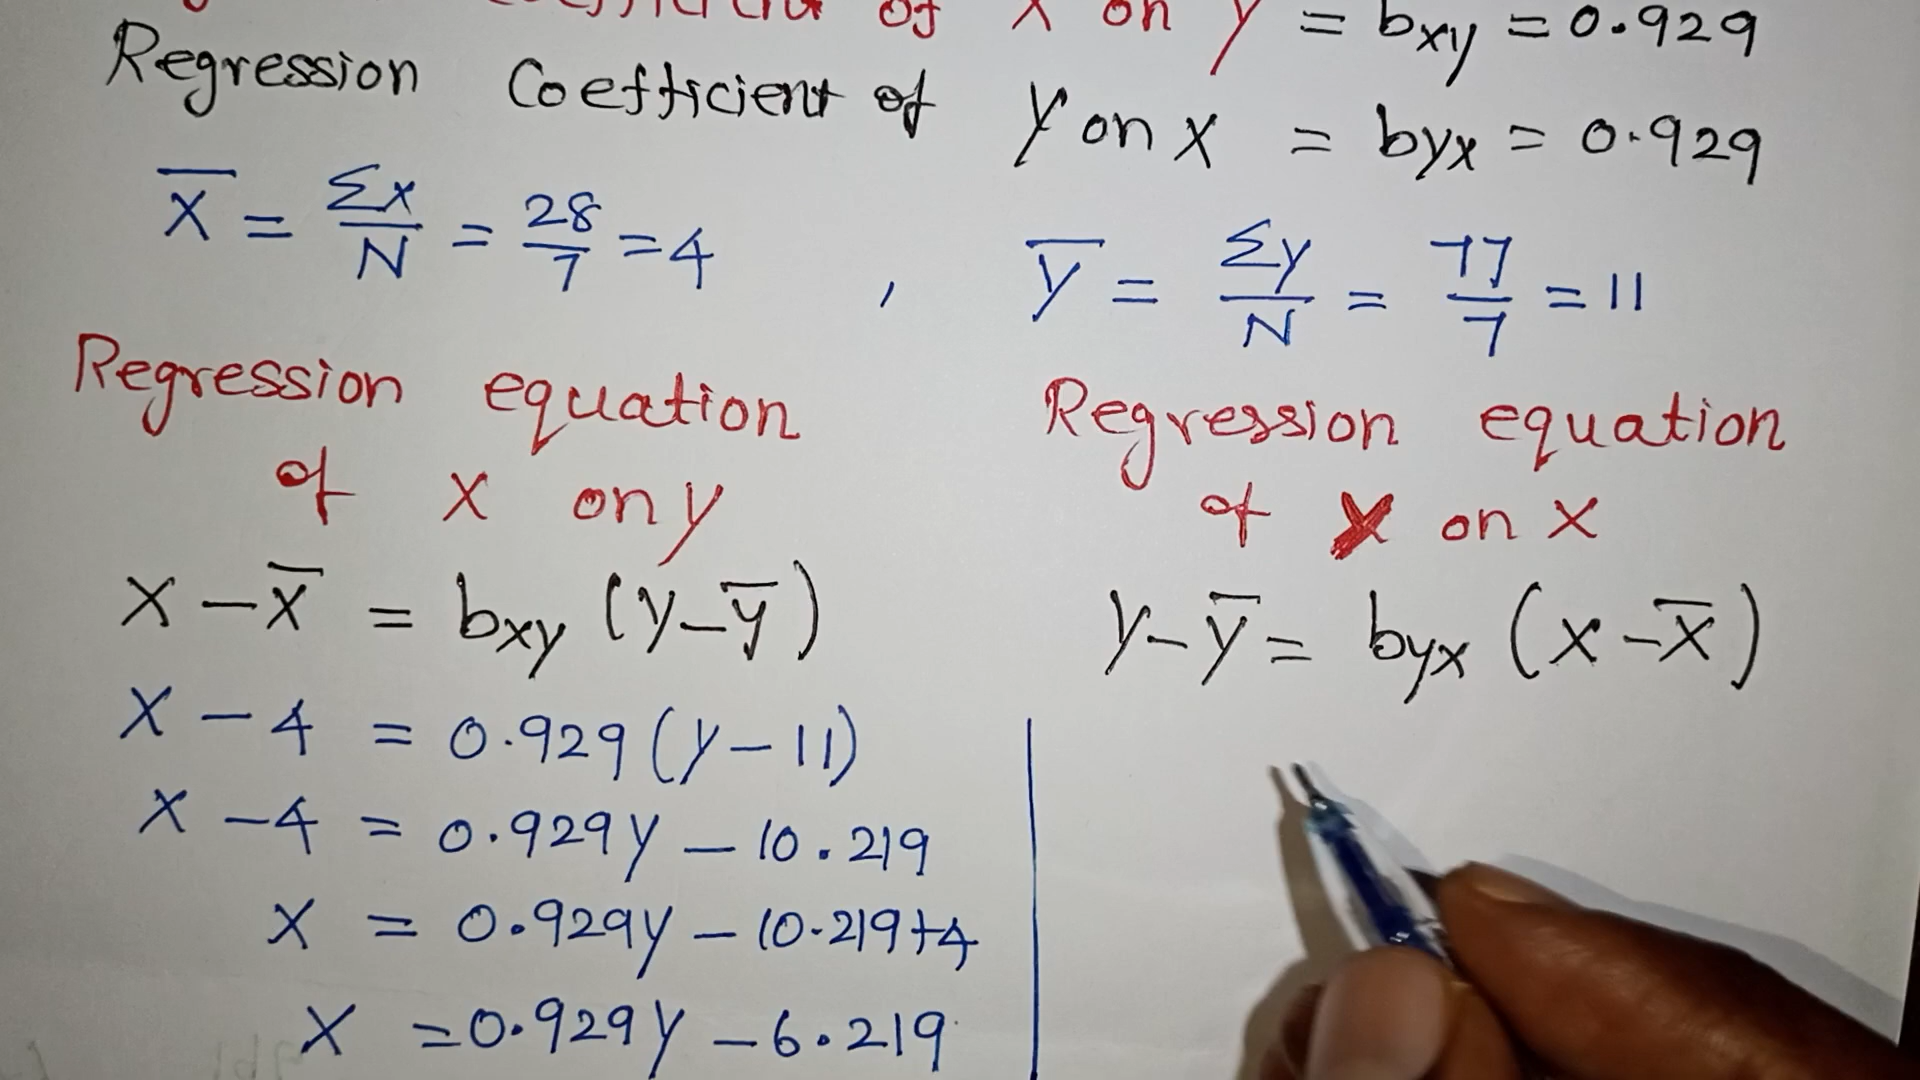 of X on Y = bxy = 0.929
Regression Coefficient of Y on X = byx = 0.929
X̄ = Σx/N = 28/7 = 4 , Ȳ = Σy/N = 77/7 = 11
Regression equation
of X on y
X - X̄ = bxy (y - ȳ)
X - 4 = 0.929 (y - 11)
X - 4 = 0.929y - 10.219
X = 0.929y - 10.219+4
X = 0.929y - 6.219
Regression equation
of Y on X
Y - Ȳ = byx (X - X̄)